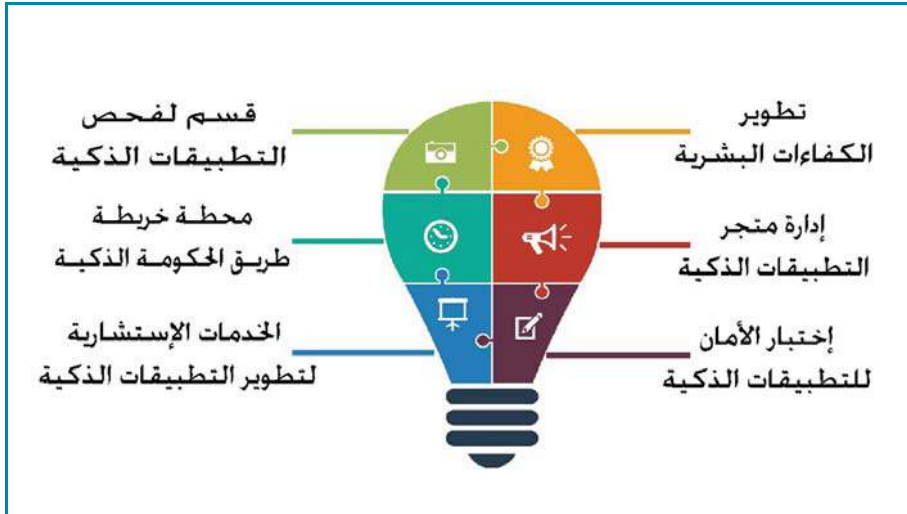 تطوير
الكفاءات البشرية
إدارة متجر
التطبيقات الذكية
إختبار الأمان
للتطبيقات الذكية
قسم لفحص
التطبيقات الذكية
محطة خريطة
طريق الحكومة الذكية
الخدمات الإستشارية
لتطوير التطبيقات الذكية